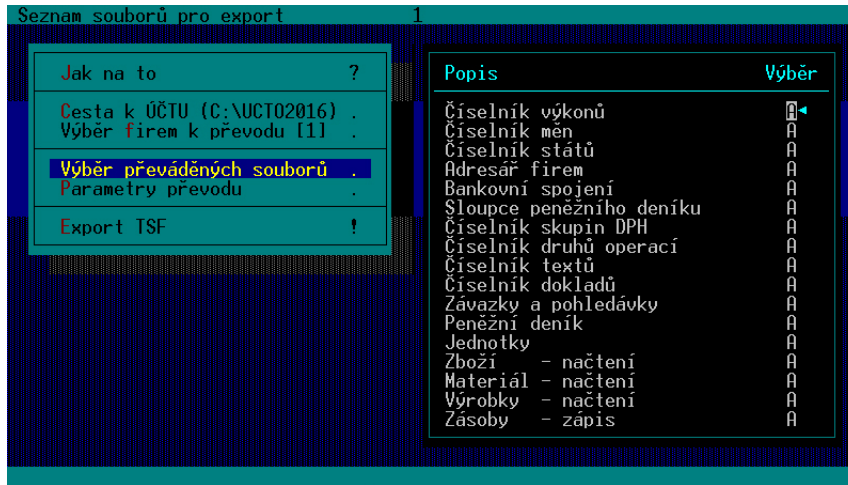 Seznam souborů pro export 1
Jak na to ?
Cesta k ÚČTU (C:\UCTO2016) .
Výběr firem k převodu [1] .
Výběr převáděných souborů .
Parametry převodu .
Export TSF !
Popis Výběr
Číselník výkonů A
Číselník měn A
Číselník států A
Adresář firem A
Bankovní spojení A
Sloupce peněžního deníku A
Číselník skupin DPH A
Číselník druhů operací A
Číselník textů A
Číselník dokladů A
Závazky a pohledávky A
Peněžní deník A
Jednotky A
Zboží - načtení A
Materiál - načtení A
Výrobky - načtení A
Zásoby - zápis A